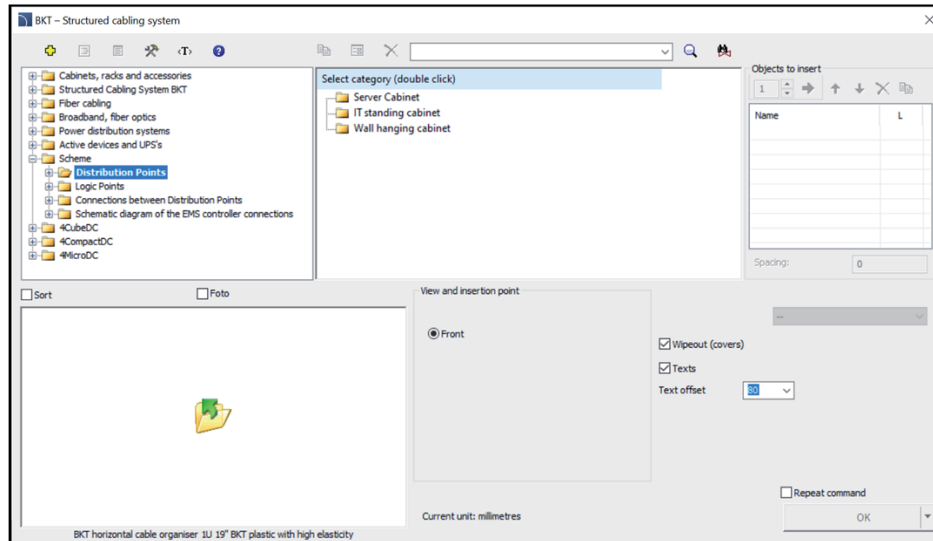 BKT – Structured cabling system
‹T›
Cabinets, racks and accessories
Structured Cabling System BKT
Fiber cabling
Broadband, fiber optics
Power distribution systems
Active devices and UPS's
Scheme
Distribution Points
Logic Points
Connections between Distribution Points
Schematic diagram of the EMS controller connections
4CubeDC
4CompactDC
4MicroDC
Select category (double click)
Server Cabinet
IT standing cabinet
Wall hanging cabinet
Objects to insert
1
Name L
Spacing: 0
Sort Foto
View and insertion point
Front
--
Wipeout (covers)
Texts
Text offset 80
Repeat command
Current unit: milimetres
OK
BKT horizontal cable organiser 1U 19" BKT plastic with high elasticity